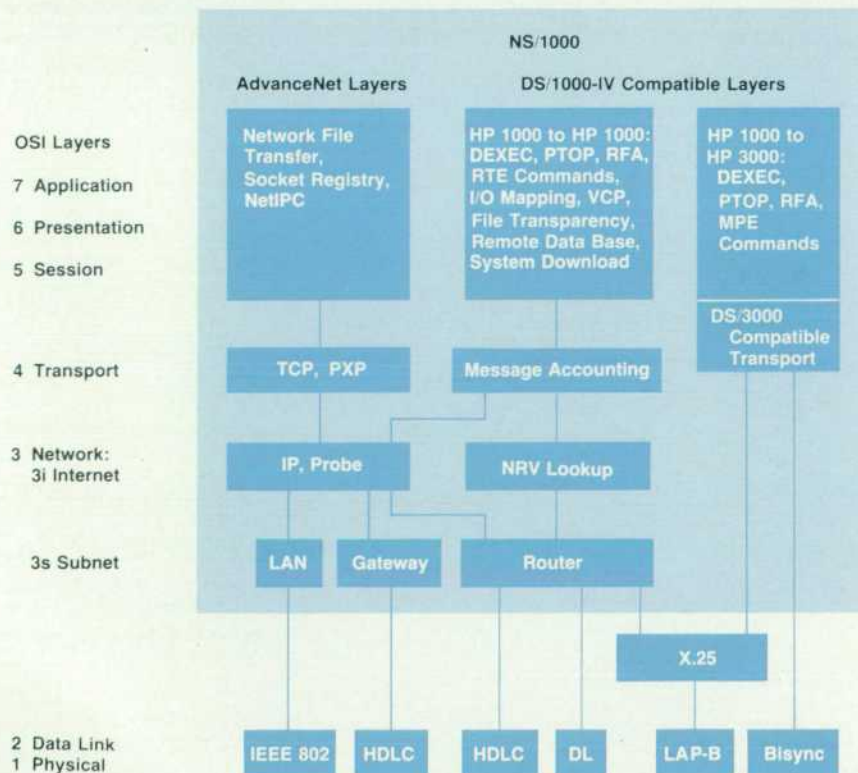 NS/1000
AdvanceNet Layers
DS/1000-IV Compatible Layers
OSI Layers
7 Application
6 Presentation
5 Session
Network File
Transfer,
Socket Registry,
NetIPC
HP 1000 to HP 1000:
DEXEC, PTOP, RFA,
RTE Commands,
I/O Mapping, VCP,
File Transparency,
Remote Data Base,
System Download
HP 1000 to
HP 3000:
DEXEC,
PTOP, RFA,
MPE
Commands
DS/3000
Compatible
Transport
4 Transport
TCP, PXP
Message Accounting
3 Network:
3i Internet
IP, Probe
NRV Lookup
3s Subnet
LAN
Gateway
Router
X.25
2 Data Link
1 Physical
IEEE 802
HDLC
HDLC
DL
LAP-B
Bisync